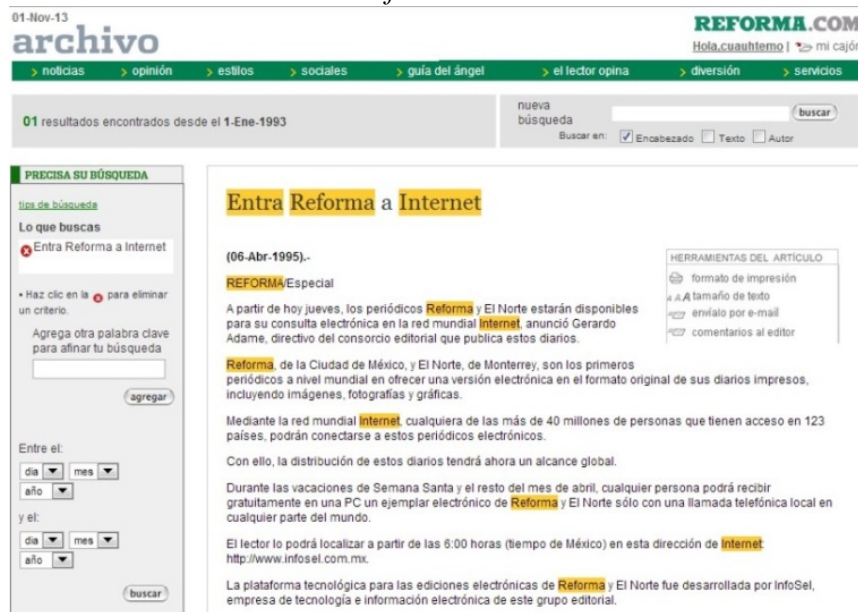 01-Nov-13
archivo
REFORMA.COM
Hola,cuauhtemo | mi cajón
noticias opinión estilos sociales guía del ángel el lector opina diversión servicios
01 resultados encontrados desde el 1-Ene-1993
nueva búsqueda
buscar
Buscar en: Encabezado Texto Autor
PRECISA SU BÚSQUEDA
tips de búsqueda
Lo que buscas
Entra Reforma a Internet
• Haz clic en la para eliminar
un criterio.
Agrega otra palabra clave
para afinar tu búsqueda
agregar
Entre el:
dia mes
año
y el:
dia mes
año
buscar
Entra Reforma a Internet
(06-Abr-1995).-
REFORMA/Especial
A partir de hoy jueves, los periódicos Reforma y El Norte estarán disponibles
para su consulta electrónica en la red mundial Internet, anunció Gerardo
Adame, directivo del consorcio editorial que publica estos diarios.
Reforma, de la Ciudad de México, y El Norte, de Monterrey, son los primeros
periódicos a nivel mundial en ofrecer una versión electrónica en el formato original de sus diarios impresos,
incluyendo imágenes, fotografías y gráficas.
Mediante la red mundial Internet, cualquiera de las más de 40 millones de personas que tienen acceso en 123
países, podrán conectarse a estos periódicos electrónicos.
Con ello, la distribución de estos diarios tendrá ahora un alcance global.
Durante las vacaciones de Semana Santa y el resto del mes de abril, cualquier persona podrá recibir
gratuitamente en una PC un ejemplar electrónico de Reforma y El Norte sólo con una llamada telefónica local en
cualquier parte del mundo.
El lector lo podrá localizar a partir de las 6:00 horas (tiempo de México) en esta dirección de Internet:
http://www.infosel.com.mx.
La plataforma tecnológica para las ediciones electrónicas de Reforma y El Norte fue desarrollada por InfoSel,
empresa de tecnología e información electrónica de este grupo editorial.
HERRAMIENTAS DEL ARTÍCULO
formato de impresión
A A A tamaño de texto
envíalo por e-mail
comentarios al editor